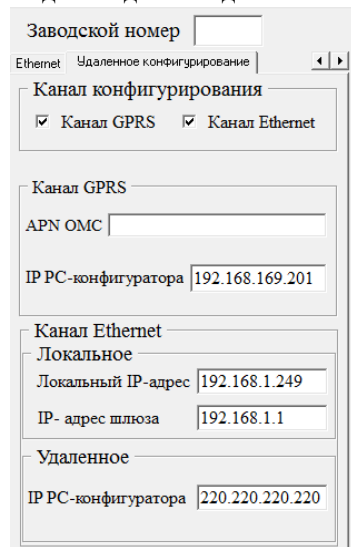 Заводской номер
Ethernet Удаленное конфигурирование
Канал конфигурирования
Канал GPRS Канал Ethernet
Канал GPRS
APN ОМС
IP PC-конфигуратора 192.168.169.201
Канал Ethernet
Локальное
Локальный IP-адрес 192.168.1.249
IP- адрес шлюза 192.168.1.1
Удаленное
IP PC-конфигуратора 220.220.220.220